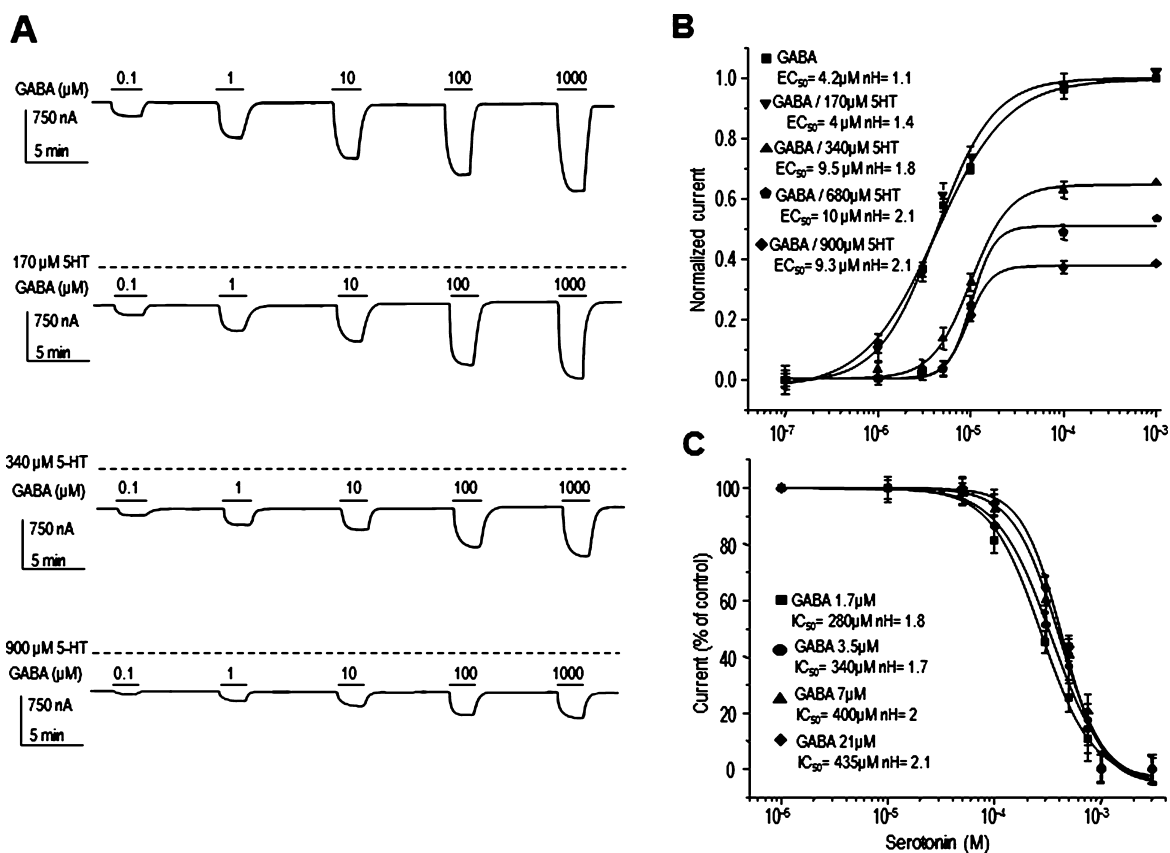 A
GABA (µM) 0.1 1 10 100 1000
750 nA
5 min
170 µM 5HT
GABA (µM) 0.1 1 10 100 1000
750 nA
5 min
340 µM 5-HT
GABA (µM) 0.1 1 10 100 1000
750 nA
5 min
900 µM 5-HT
GABA (µM) 0.1 1 10 100 1000
750 nA
5 min
B
Normalized current
1.0
0.8
0.6
0.4
0.2
0.0
GABA
EC50= 4.2µM nH= 1.1
GABA / 170µM 5HT
EC50= 4 µM nH= 1.4
GABA / 340µM 5HT
EC50= 9.5 µM nH= 1.8
GABA / 680µM 5HT
EC50= 10 µM nH= 2.1
GABA / 900µM 5HT
EC50= 9.3 µM nH= 2.1
10-7 10-6 10-5 10-4 10-3
C
Current (% of control)
100
80
60
40
20
0
GABA 1.7µM
IC50= 280µM nH= 1.8
GABA 3.5µM
IC50= 340µM nH= 1.7
GABA 7µM
IC50= 400µM nH= 2
GABA 21µM
IC50= 435µM nH= 2.1
10-6 10-5 10-4 10-3
Serotonin (M)